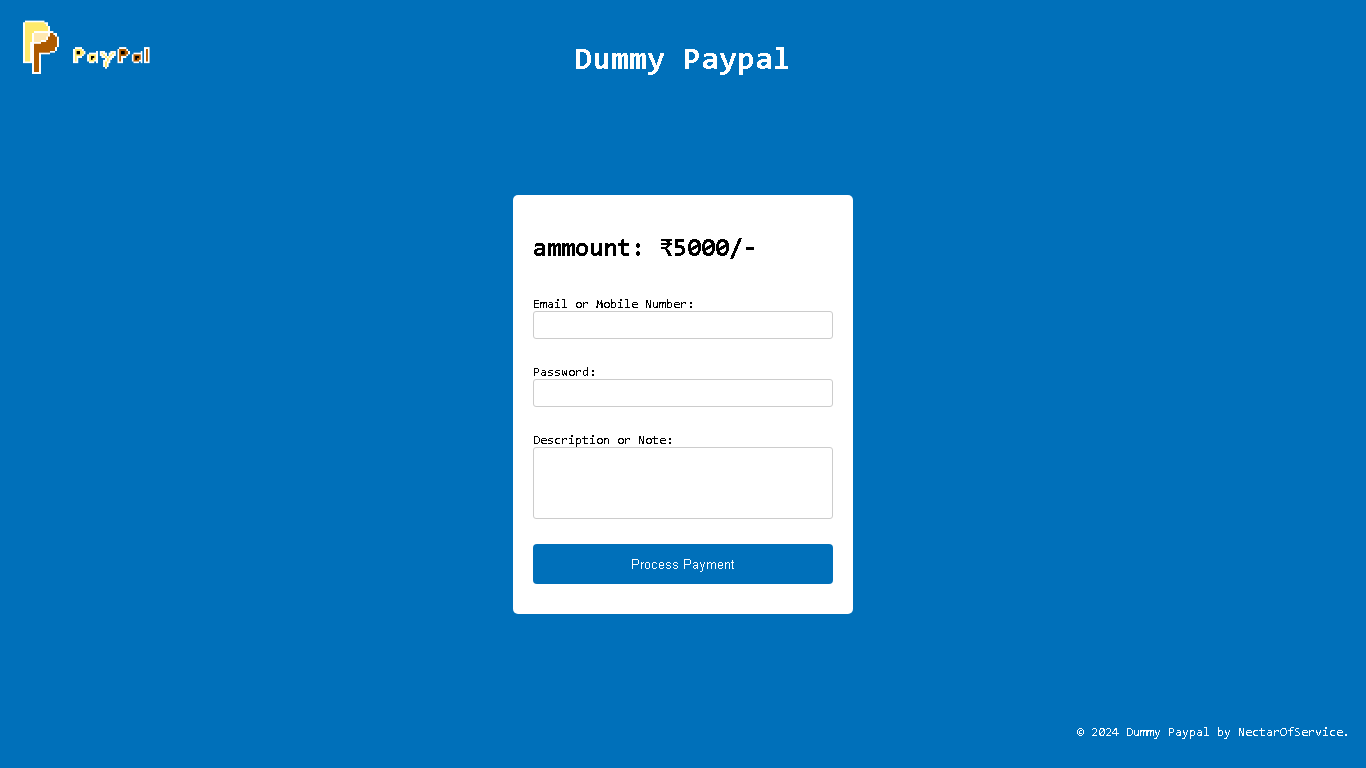 PayPal
Dummy Paypal
ammount: ₹5000/-
Email or Mobile Number:
Password:
Description or Note:
Process Payment
© 2024 Dummy Paypal by NectarOfService.